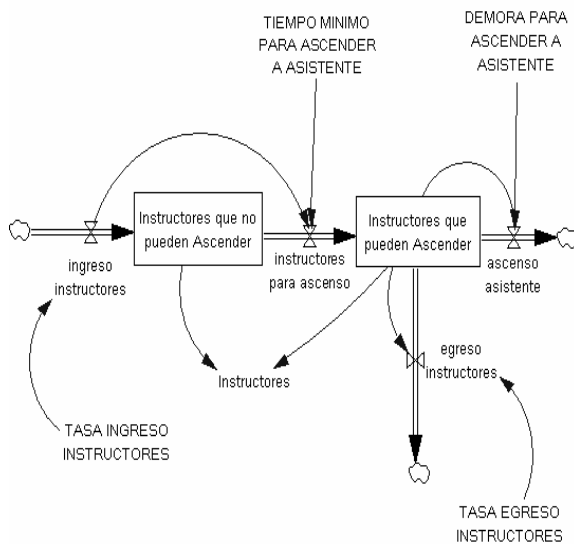 TIEMPO MINIMO
PARA ASCENDER
A ASISTENTE
DEMORA PARA
ASCENDER A
ASISTENTE
Instructores que no
pueden Ascender
Instructores que
pueden Ascender
ingreso
instructores
instructores
para ascenso
ascenso
asistente
egreso
instructores
Instructores
TASA INGRESO
INSTRUCTORES
TASA EGRESO
INSTRUCTORES